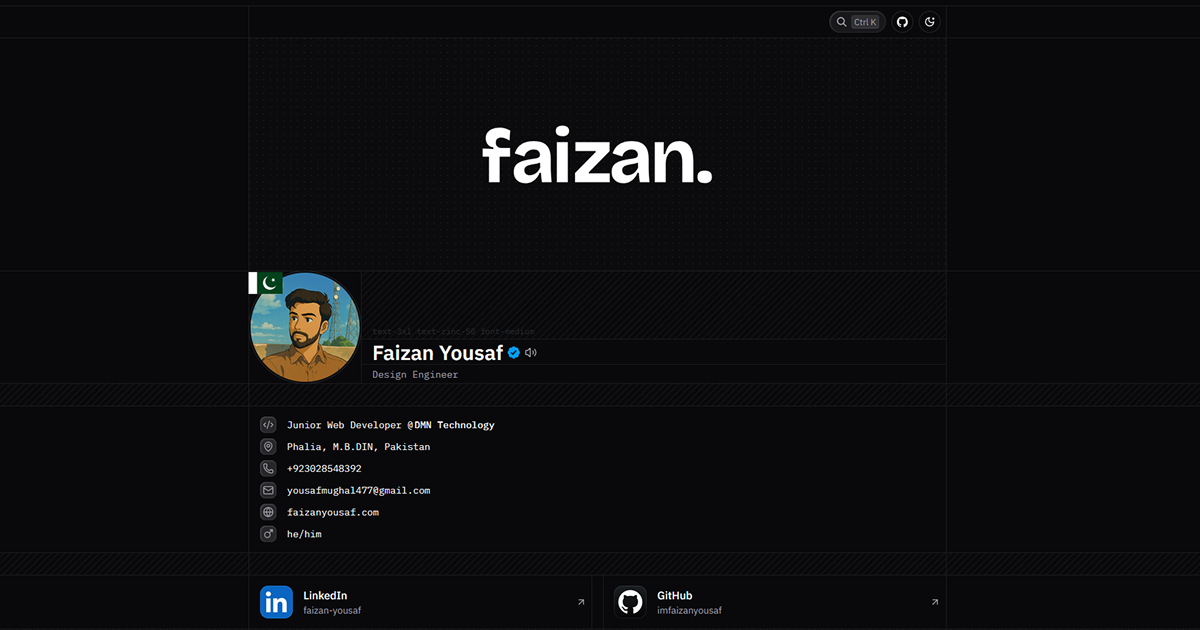 Ctrl K
faizan.
text-3xl text-zinc-50 font-medium
Faizan Yousaf
Design Engineer
Junior Web Developer @DMN Technology
Phalia, M.B.DIN, Pakistan
+923028548392
yousafmughal477@gmail.com
faizanyousaf.com
he/him
in
LinkedIn
faizan-yousaf
GitHub
imfaizanyousaf